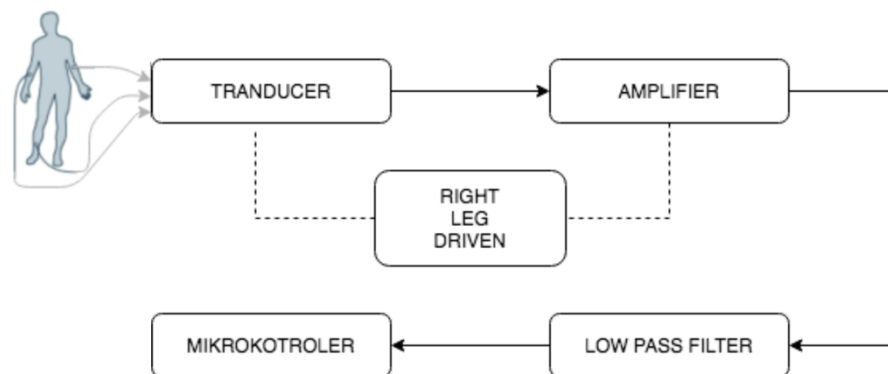 TRANDUCER
AMPLIFIER
RIGHT
LEG
DRIVEN
MIKROKOTROLER
LOW PASS FILTER